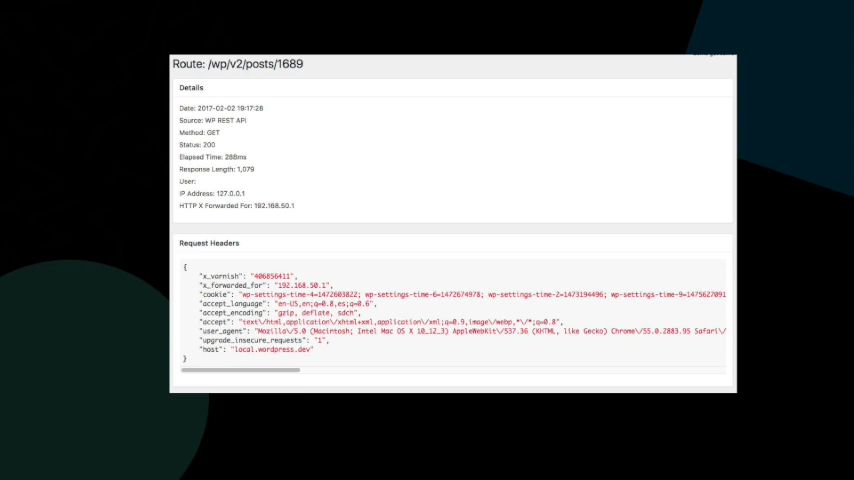 Route: /wp/v2/posts/1689
Details
Date: 2017-02-02 19:17:28
Source: WP REST API
Method: GET
Status: 200
Elapsed Time: 288ms
Response Length: 1,079
User:
IP Address: 127.0.0.1
HTTP X Forwarded For: 192.168.50.1
Request Headers
{
"x_varnish": "406856411",
"x_forwarded_for": "192.168.50.1",
"cookie": "wp-settings-time-4=1472603822; wp-settings-time-6=1472674978; wp-settings-time-2=1473194496; wp-settings-time-9=1475627091
"accept_language": "en-US,en;q=0.8,es;q=0.6",
"accept_encoding": "gzip, deflate, sdch",
"accept": "text\/html,application\/xhtml+xml,application\/xml;q=0.9,image\/webp,*\/*;q=0.8",
"user_agent": "Mozilla\/5.0 (Macintosh; Intel Mac OS X 10_12_3) AppleWebKit\/537.36 (KHTML, like Gecko) Chrome\/55.0.2883.95 Safari\/
"upgrade_insecure_requests": "1",
"host": "local.wordpress.dev"
}